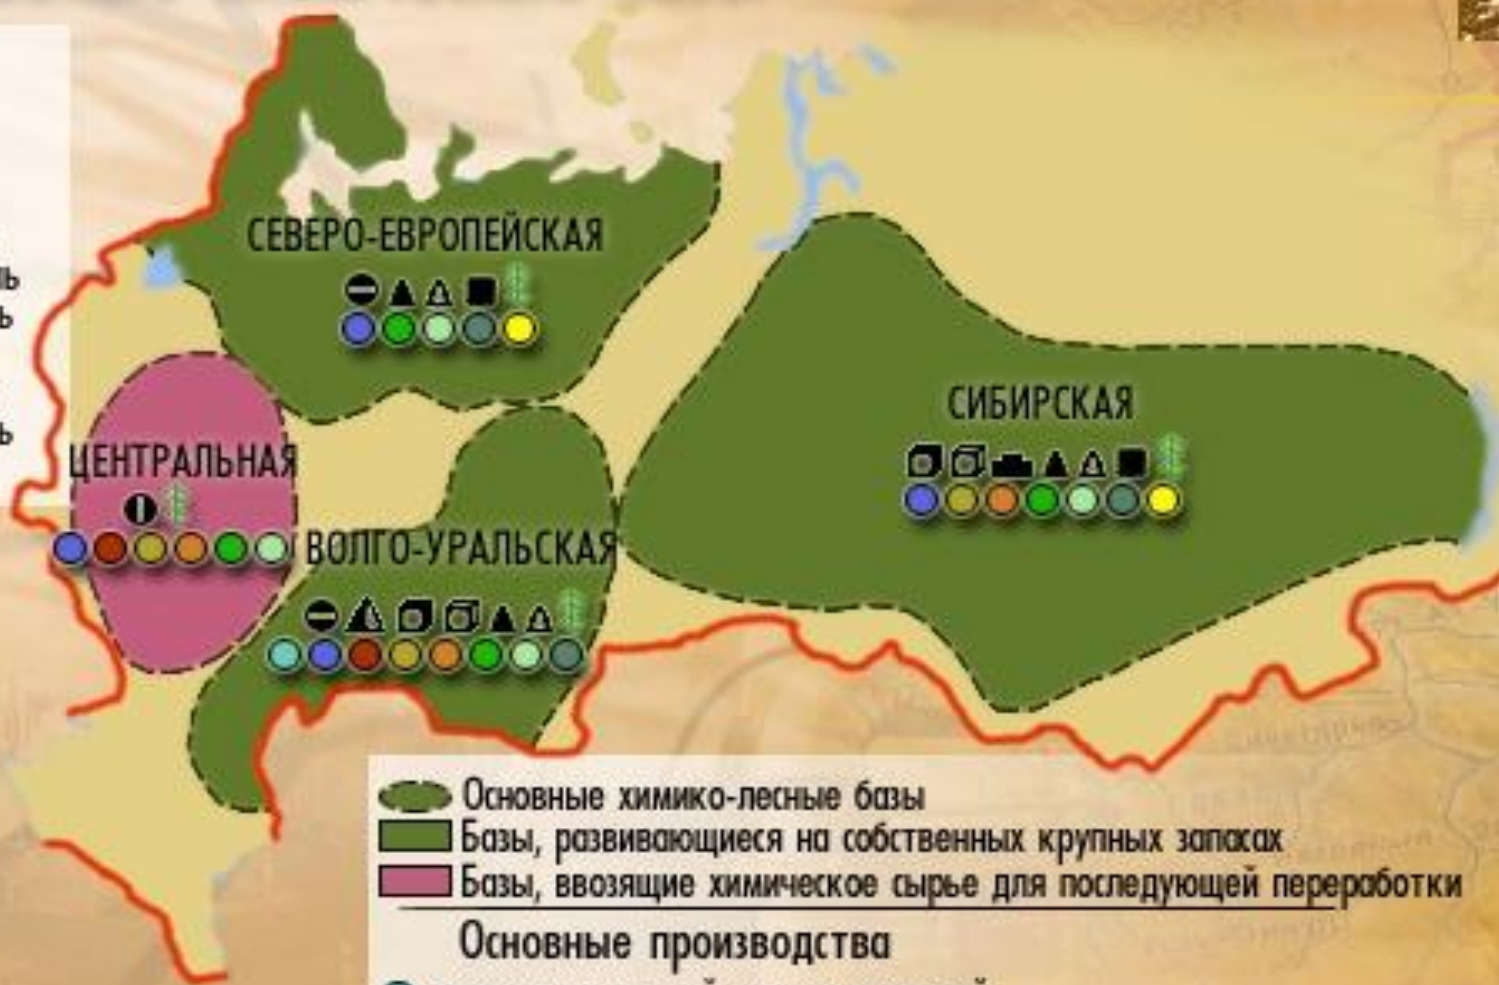 СЕВЕРО-ЕВРОПЕЙСКАЯ
СИБИРСКАЯ
ЦЕНТРАЛЬНАЯ
ВОЛГО-УРАЛЬСКАЯ
Основные химико-лесные базы
Базы, развивающиеся на собственных крупных запасах
Базы, ввозящие химическое сырье для последующей переработки
Основные производства